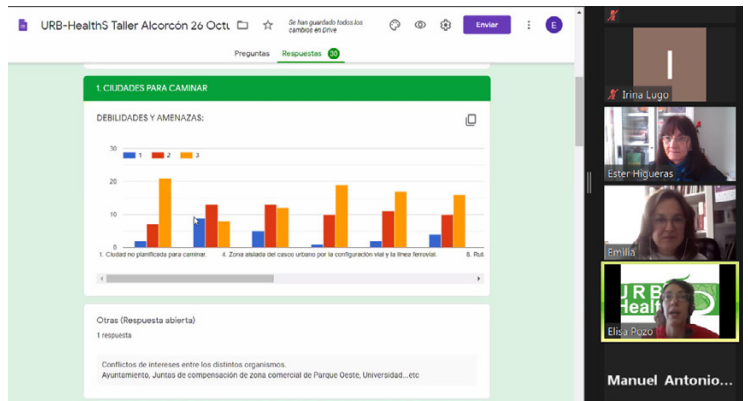 URB-HealthS Taller Alcorcón 26 Octu
Se han guardado todos los
cambios en Drive
Enviar
E
Preguntas Respuestas 30
1. CIUDADES PARA CAMINAR
DEBILIDADES Y AMENAZAS:
30
1 2 3
20
10
0
1. Ciudad no planificada para caminar. 4. Zona aislada del casco urbano por la configuración vial y la línea ferrovial. 8. Rut
Otras (Respuesta abierta)
1 respuesta
Conflictos de intereses entre los distintos organismos.
Ayuntamiento, Juntas de compensación de zona comercial de Parque Oeste, Universidad...etc
I
Irina Lugo
Ester Higueras
Emilia
URB
Healt
Elisa Pozo
Manuel Antonio...